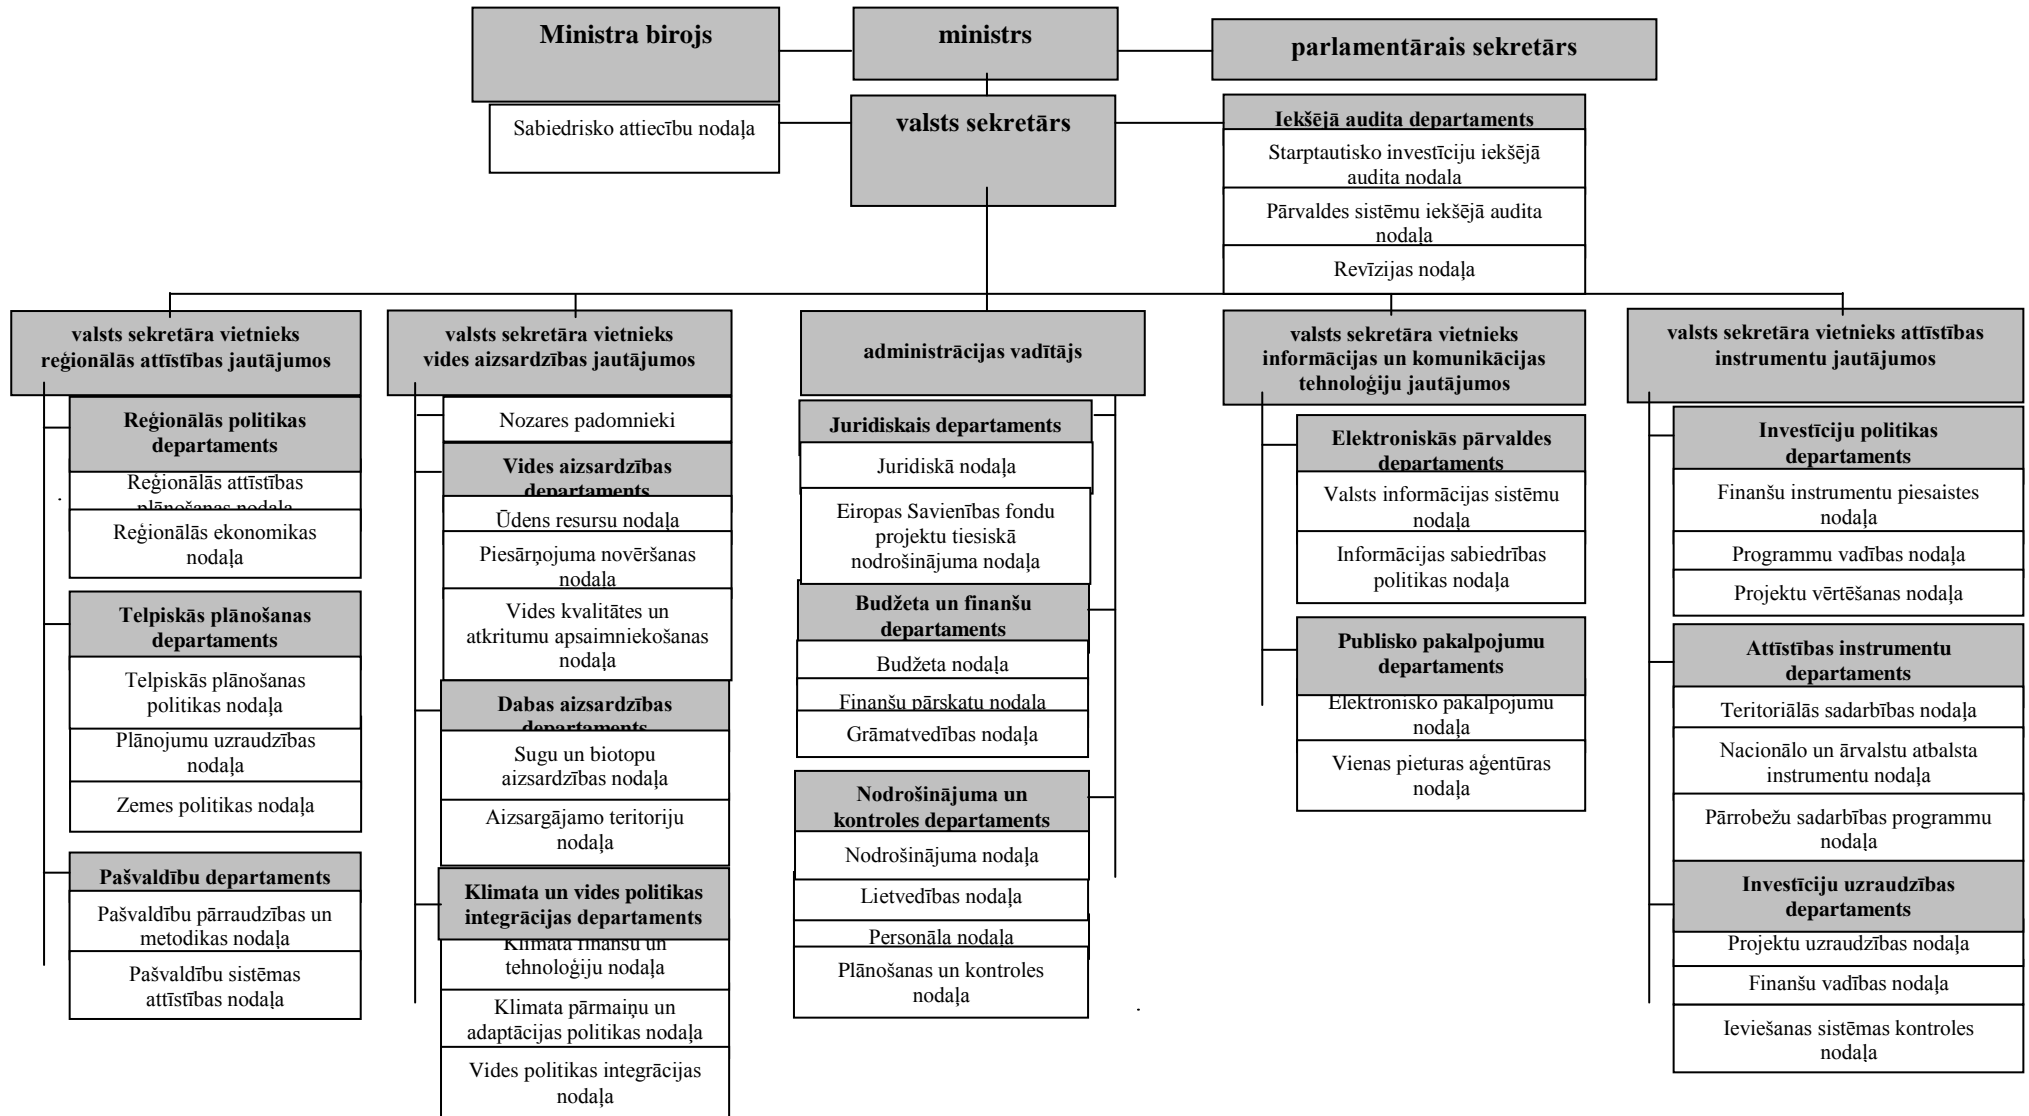 Ministra birojs
ministrs
parlamentārais sekretārs
Sabiedrisko attiecību nodaļa
valsts sekretārs
Iekšējā audita departaments
Starptautisko investīciju iekšējā
audita nodala
Pārvaldes sistēmu iekšējā audita
nodaļa
Revīzijas nodaļa
valsts sekretāra vietnieks
reģionālās attīstības jautājumos
Reģionālās politikas
departaments
Reģionālās attīstības
plānošanas nodaļa
Reģionālās ekonomikas
nodaļa
Telpiskās plānošanas
departaments
Telpiskās plānošanas
politikas nodaļa
Plānojumu uzraudzības
nodaļa
Zemes politikas nodaļa
Pašvaldību departaments
Pašvaldību pārraudzības un
metodikas nodaļa
Pašvaldību sistēmas
attīstības nodaļa
valsts sekretāra vietnieks
vides aizsardzības jautājumos
Nozares padomnieki
Vides aizsardzības
departaments
Ūdens resursu nodaļa
Piesārņojuma novēršanas
nodaļa
Vides kvalitātes un
atkritumu apsaimniekošanas
nodaļa
Dabas aizsardzības
departaments
Sugu un biotopu
aizsardzības nodaļa
Aizsargājamo teritoriju
nodaļa
Klimata un vides politikas
integrācijas departaments
Klimata finanšu un
tehnoloģiju nodaļa
Klimata pārmaiņu un
adaptācijas politikas nodaļa
Vides politikas integrācijas
nodaļa
administrācijas vadītājs
Juridiskais departaments
Juridiskā nodaļa
Eiropas Savienības fondu
projektu tiesiskā
nodrošinājuma nodaļa
Budžeta un finanšu
departaments
Budžeta nodaļa
Finanšu pārskatu nodala
Grāmatvedības nodaļa
Nodrošinājuma un
kontroles departaments
Nodrošinājuma nodaļa
Lietvedības nodaļa
Personāla nodaļa
Plānošanas un kontroles
nodaļa
valsts sekretāra vietnieks
informācijas un komunikācijas
tehnoloģiju jautājumos
Elektroniskās pārvaldes
departaments
Valsts informācijas sistēmu
nodaļa
Informācijas sabiedrības
politikas nodaļa
Publisko pakalpojumu
departaments
Elektronisko pakalpojumu
nodaļa
Vienas pieturas aģentūras
nodaļa
valsts sekretāra vietnieks attīstības
instrumentu jautājumos
Investīciju politikas
departaments
Finanšu instrumentu piesaistes
nodaļa
Programmu vadības nodaļa
Projektu vērtēšanas nodaļa
Attīstības instrumentu
departaments
Teritoriālās sadarbības nodaļa
Nacionālo un ārvalstu atbalsta
instrumentu nodaļa
Pārrobežu sadarbības programmu
nodaļa
Investīciju uzraudzības
departaments
Projektu uzraudzības nodaļa
Finanšu vadības nodaļa
Ieviešanas sistēmas kontroles
nodaļa